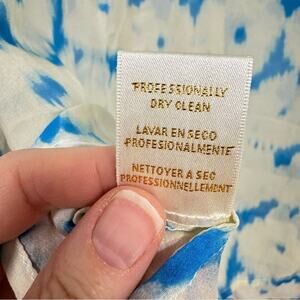 PROFESSIONALLY
DRY CLEAN
LAVAR EN SECO
PROFESIONALMENTE
NETTOYER A SEC
PROFESSIONNELLEMENT